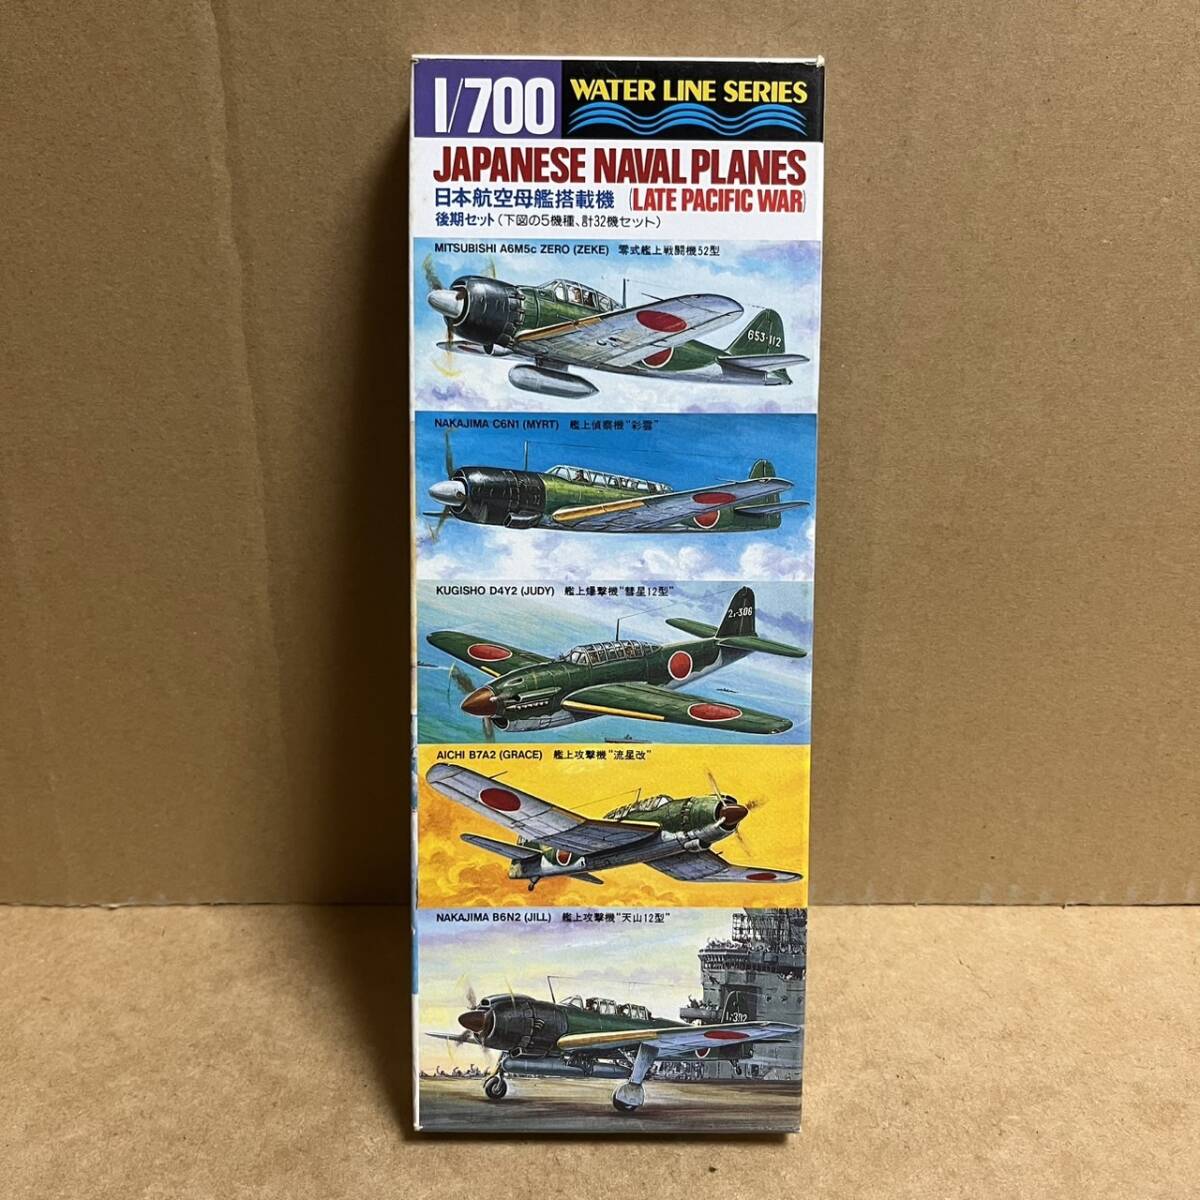 1/700
WATER LINE SERIES
JAPANESE NAVAL PLANES
日本航空母艦搭載機 (LATE PACIFIC WAR)
後期セット(下図の5機種、計32機セット)
MITSUBISHI A6M5c ZERO (ZEKE) 零式艦上戦闘機52型
653-112
NAKAJIMA C6N1 (MYRT) 艦上偵察機"彩雲"
KUGISHO D4Y2 (JUDY) 艦上爆撃機"彗星12型"
AICHI B7A2 (GRACE) 艦上攻撃機"流星改"
NAKAJIMA B6N2 (JILL) 艦上攻撃機"天山12型"